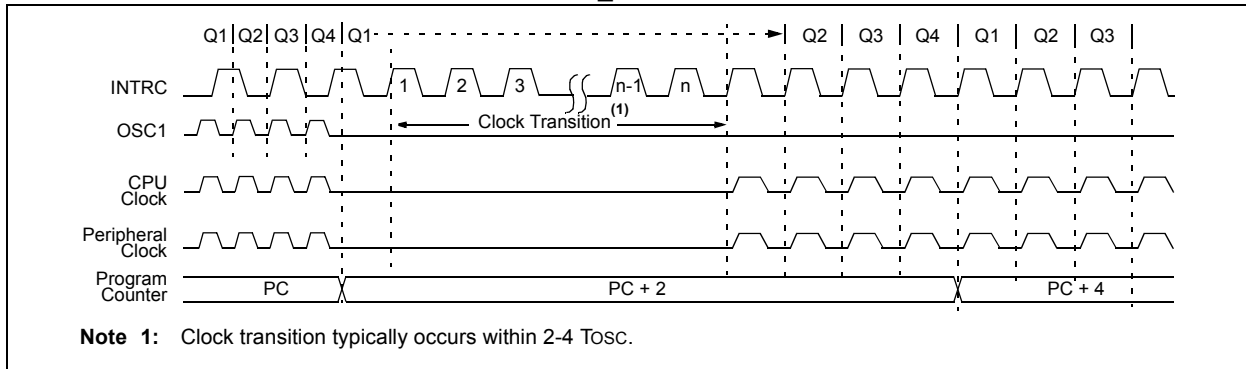 Q1 Q2 Q3 Q4 Q1 Q2 Q3 Q4 Q1 Q2 Q3
INTRC 1 2 3 n-1 n
Clock Transition(1)
OSC1
CPU
Clock
Peripheral
Clock
Program
Counter
PC PC + 2 PC + 4
Note 1: Clock transition typically occurs within 2-4 TOSC.